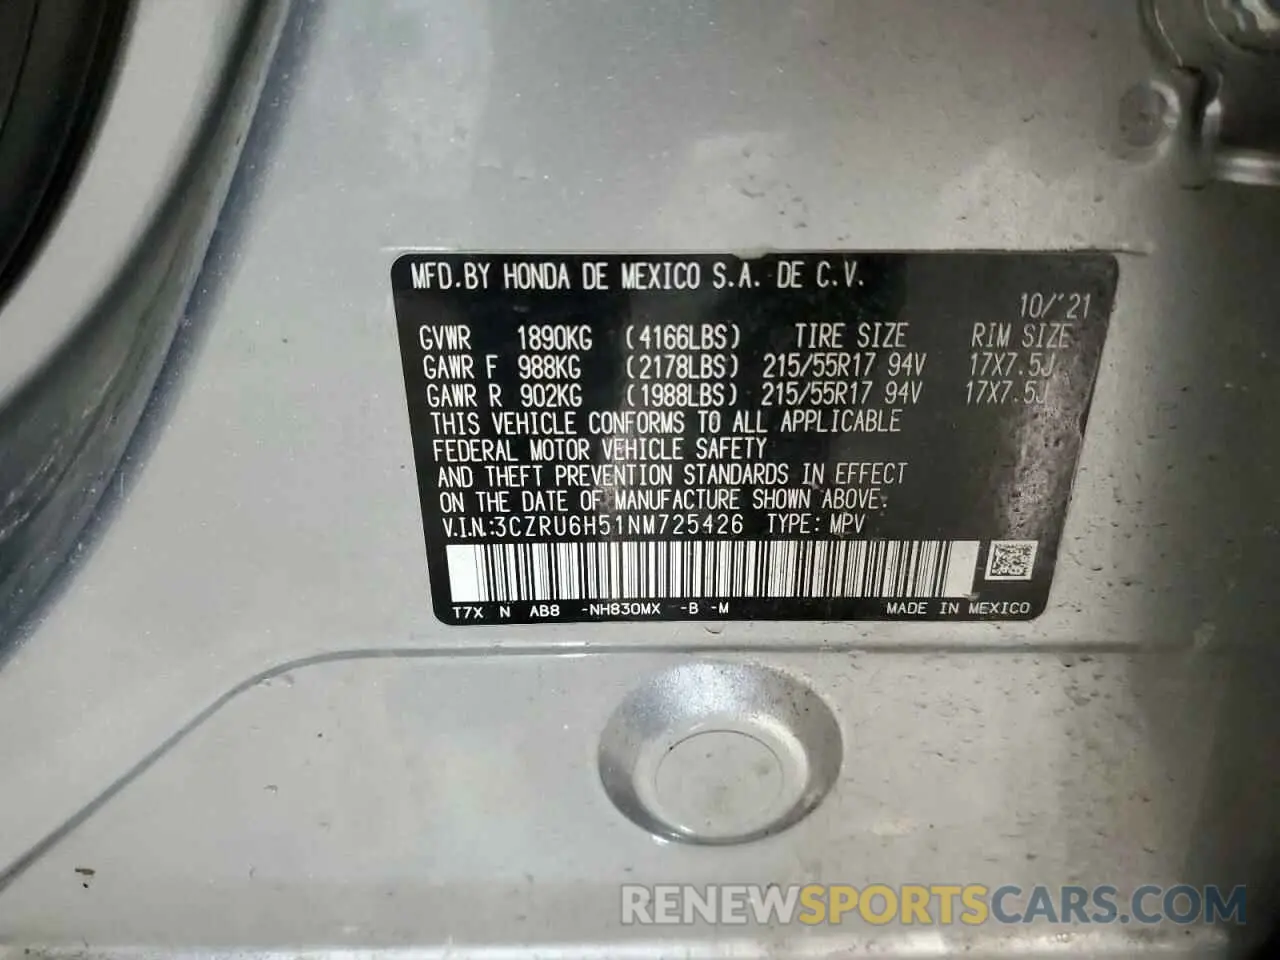 MFD.BY HONDA DE MEXICO S.A. DE C.V.
10/'21
GVWR 1890KG (4166LBS) TIRE SIZE RIM SIZE
GAWR F 988KG (2178LBS) 215/55R17 94V 17X7.5J
GAWR R 902KG (1988LBS) 215/55R17 94V 17X7.5J
THIS VEHICLE CONFORMS TO ALL APPLICABLE
FEDERAL MOTOR VEHICLE SAFETY
AND THEFT PREVENTION STANDARDS IN EFFECT
ON THE DATE OF MANUFACTURE SHOWN ABOVE.
V.I.N.:3CZRU6H51NM725426 TYPE: MPV
T7X N AB8 -NH830MX -B -M MADE IN MEXICO
RENEWSPORTSCARS.COM